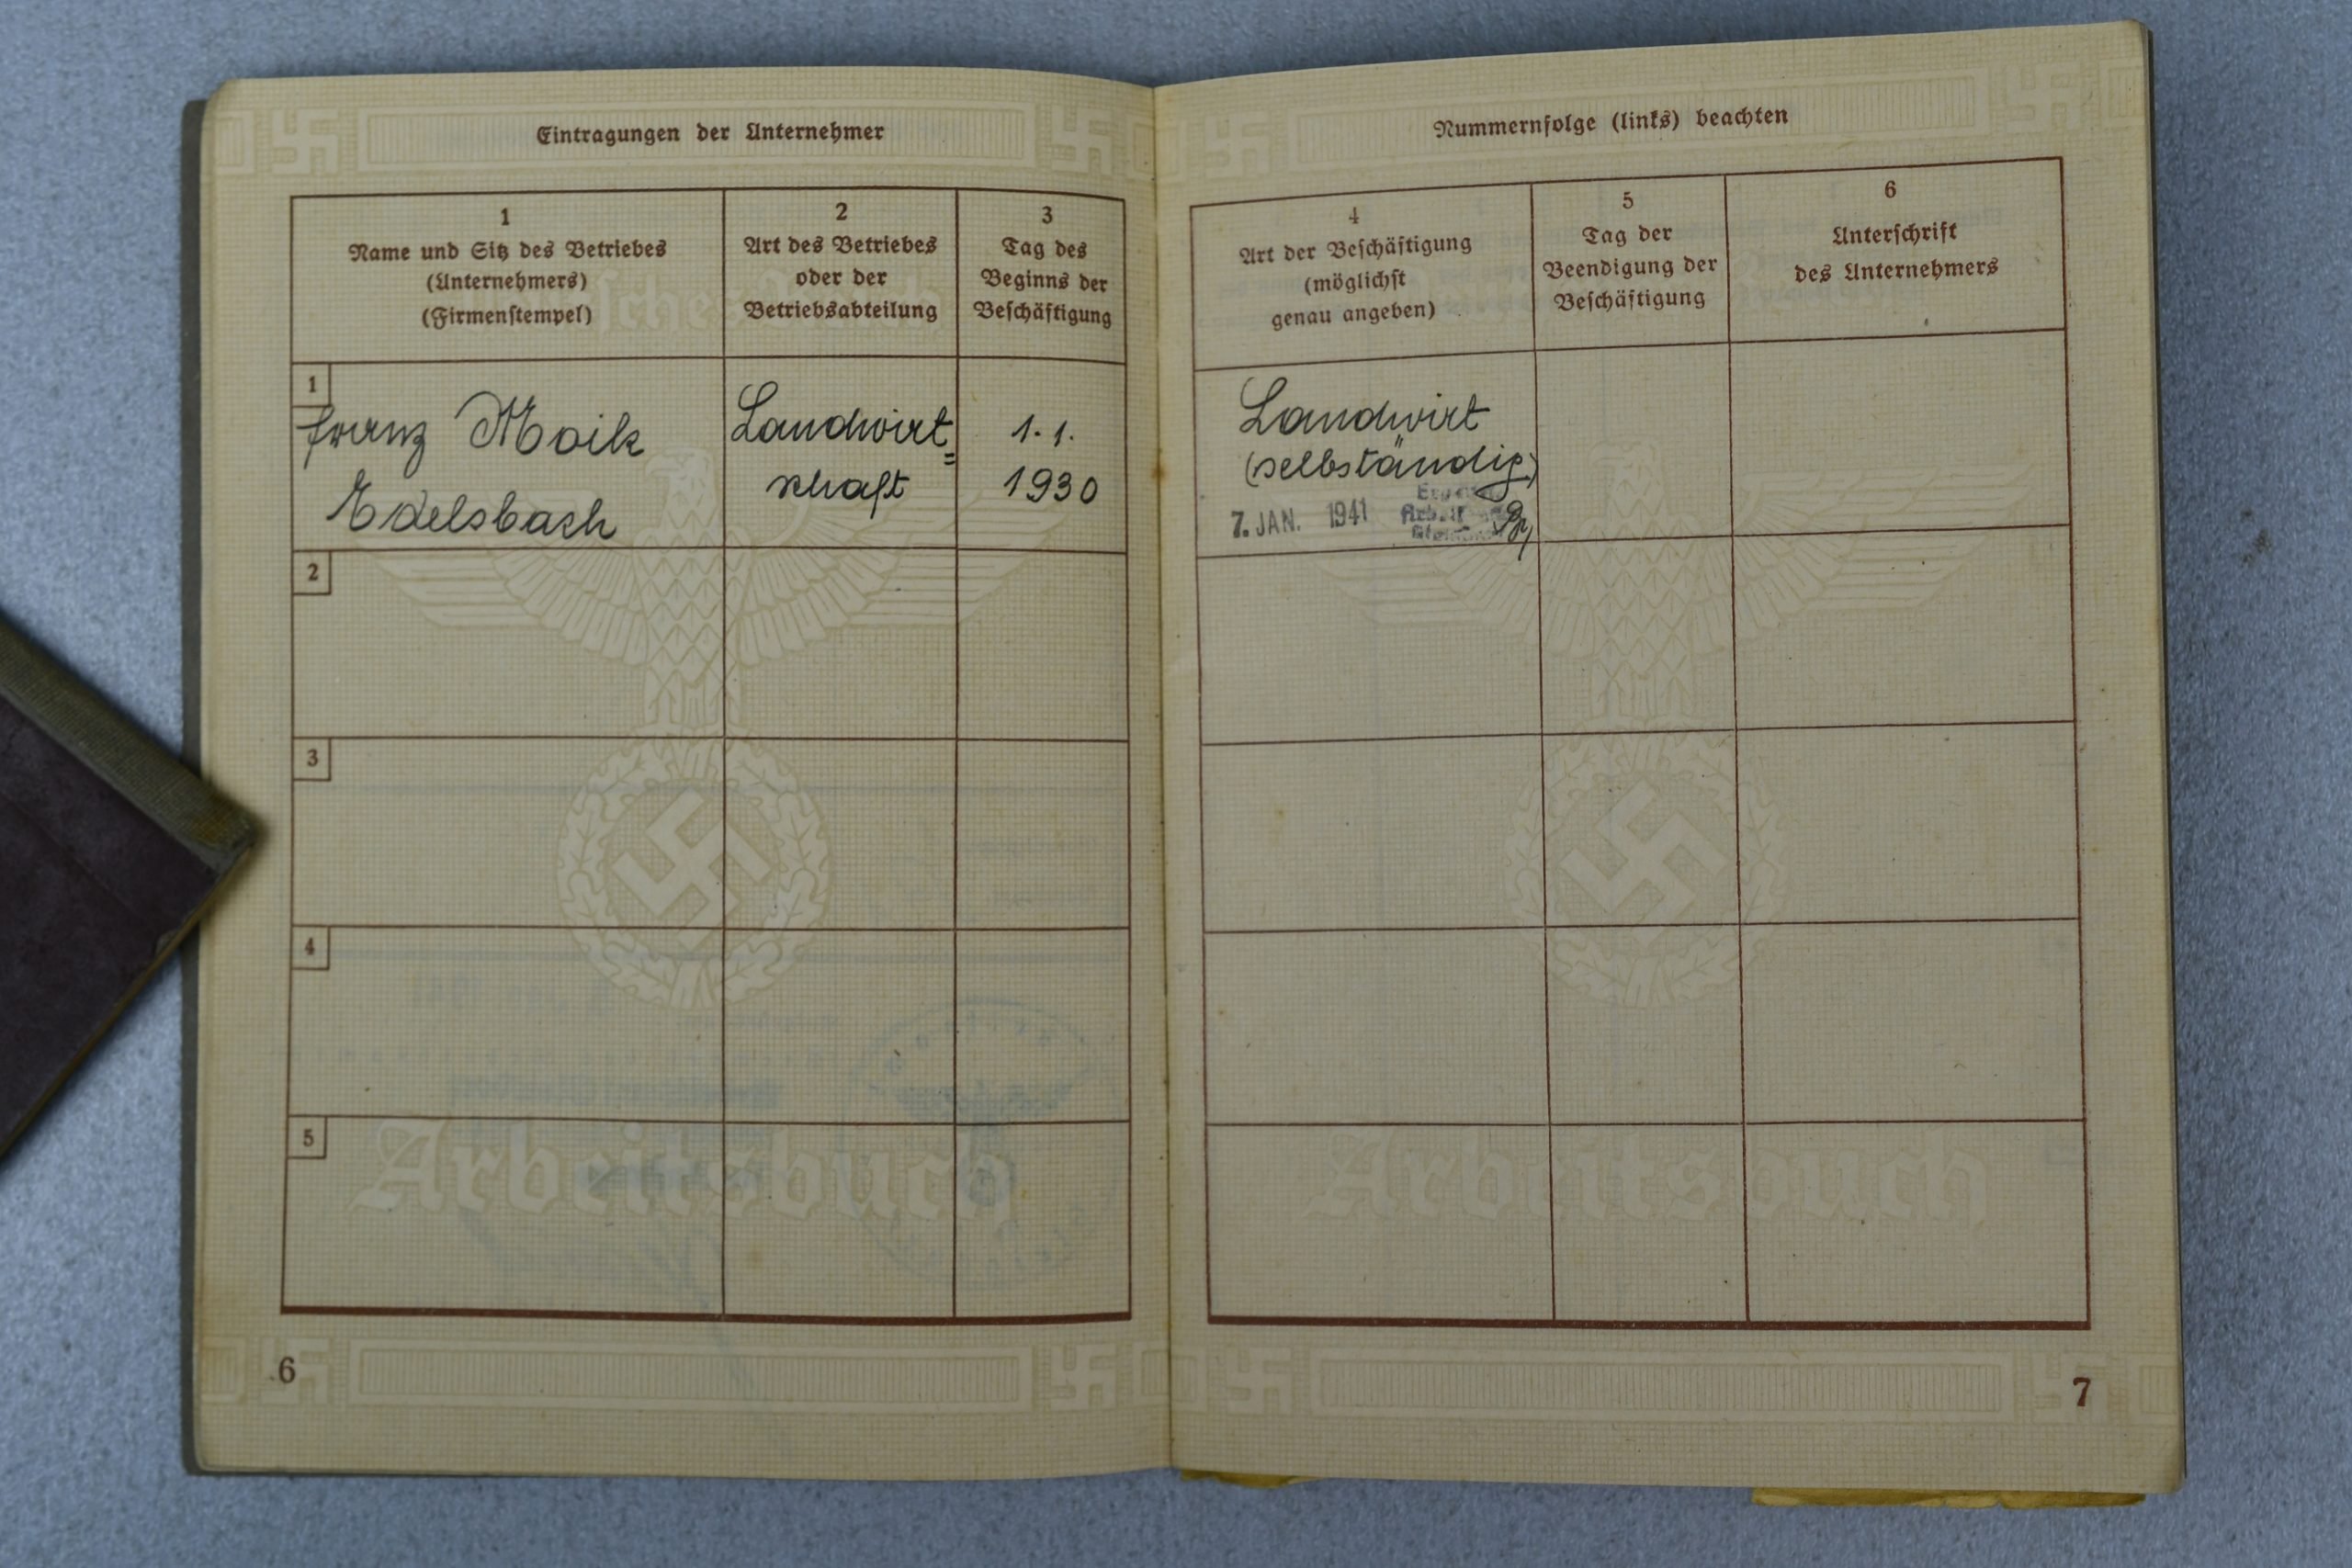 Eintragungen der Unternehmer
1
Name und Sitz des Betriebes
(Unternehmers)
(Firmenstempel)
2
Art des Betriebes
oder der
Betriebsabteilung
3
Tag des
Beginns der
Beschäftigung
1
Franz Moik
Edelsbach
Landwirt=
schaft
1. 1.
1930
2
3
4
5
Arbeitsbuch
6
Nummernfolge (links) beachten
4
Art der Beschäftigung
(möglichst
genau angeben)
5
Tag der
Beendigung der
Beschäftigung
6
Unterschrift
des Unternehmers
Landwirt
(selbständig)
7. JAN. 1941
Arbeitsbuch
7